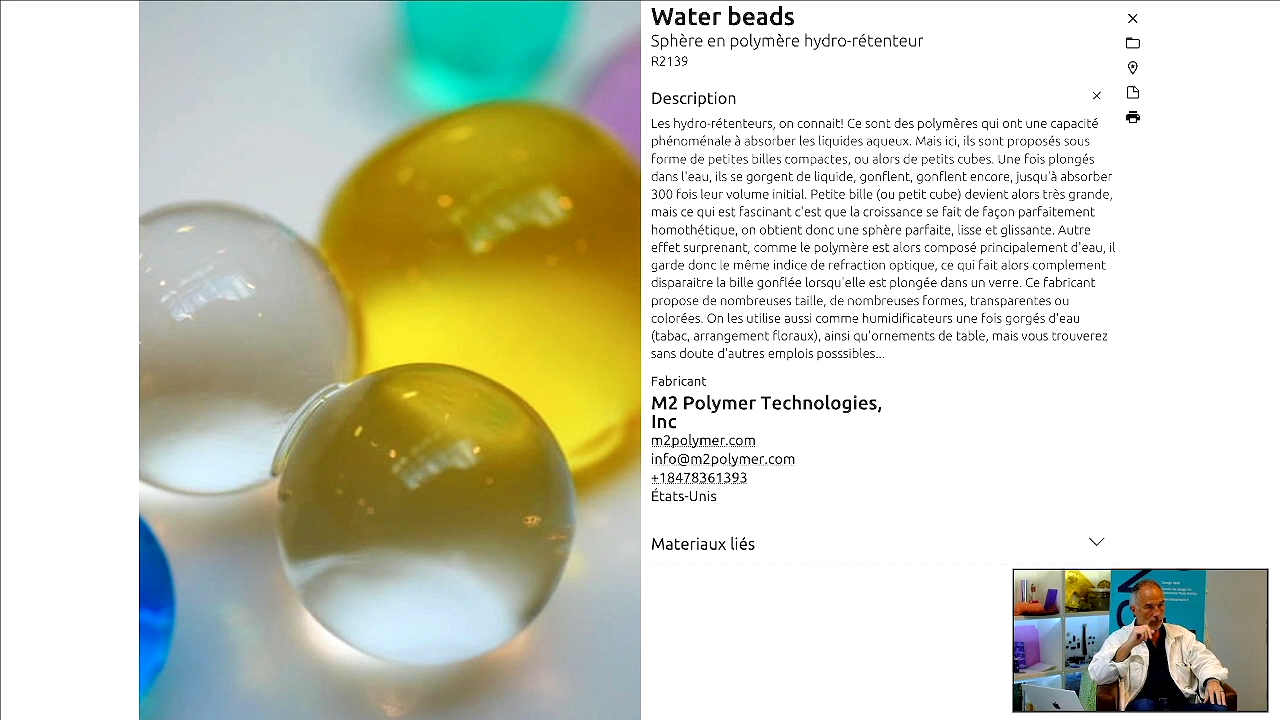 Water beads
Sphère en polymère hydro-rétenteur
R2139
Description
Les hydro-rétenteurs, on connait! Ce sont des polymères qui ont une capacité
phénoménale à absorber les liquides aqueux. Mais ici, ils sont proposés sous
forme de petites billes compactes, ou alors de petits cubes. Une fois plongés
dans l'eau, ils se gorgent de liquide, gonflent, gonflent encore, jusqu'à absorber
300 fois leur volume initial. Petite bille (ou petit cube) devient alors très grande,
mais ce qui est fascinant c'est que la croissance se fait de façon parfaitement
homothétique, on obtient donc une sphère parfaite, lisse et glissante. Autre
effet surprenant, comme le polymère est alors composé principalement d'eau, il
garde donc le même indice de refraction optique, ce qui fait alors complement
disparaitre la bille gonflée lorsqu'elle est plongée dans un verre. Ce fabricant
propose de nombreuses taille, de nombreuses formes, transparentes ou
colorées. On les utilise aussi comme humidificateurs une fois gorgés d'eau
(tabac, arrangement floraux), ainsi qu'ornements de table, mais vous trouverez
sans doute d'autres emplois posssibles...
Fabricant
M2 Polymer Technologies,
Inc
m2polymer.com
info@m2polymer.com
+18478361393
États-Unis
Materiaux liés